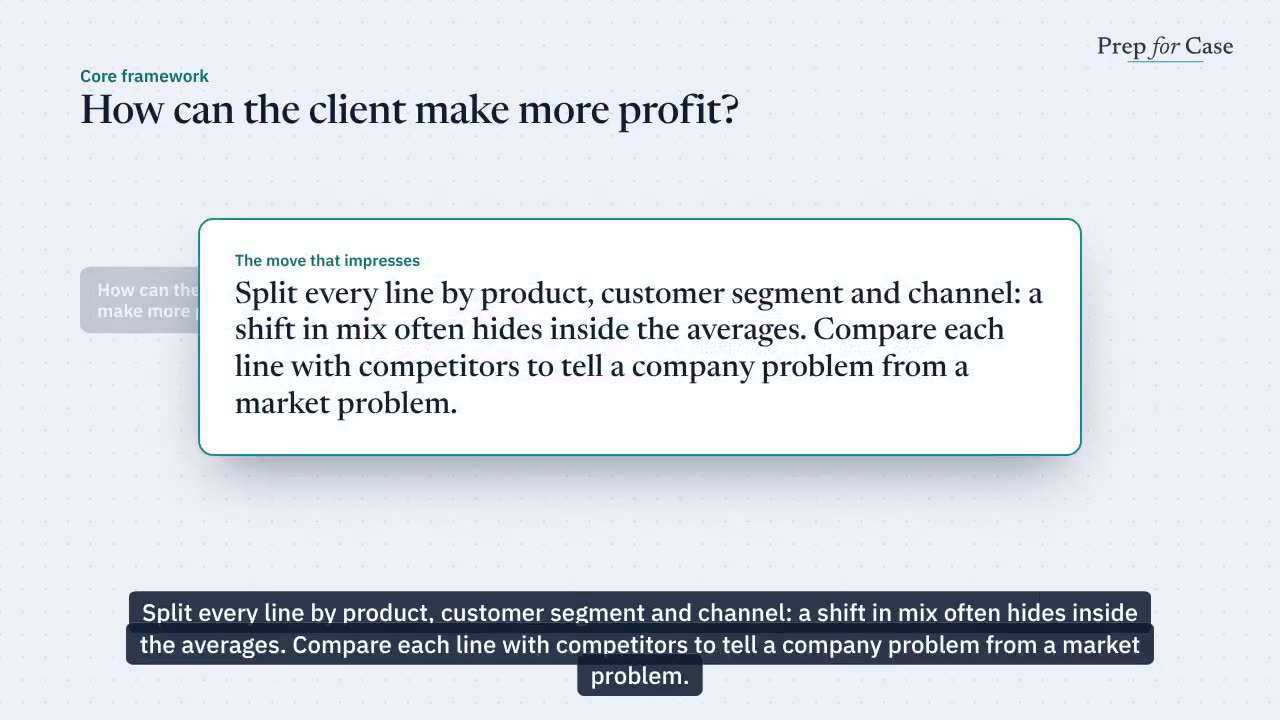 Prep for Case
Core framework
How can the client make more profit?
How can the
make more
The move that impresses
Split every line by product, customer segment and channel: a
shift in mix often hides inside the averages. Compare each
line with competitors to tell a company problem from a
market problem.
Split every line by product, customer segment and channel: a shift in mix often hides inside
the averages. Compare each line with competitors to tell a company problem from a market
problem.